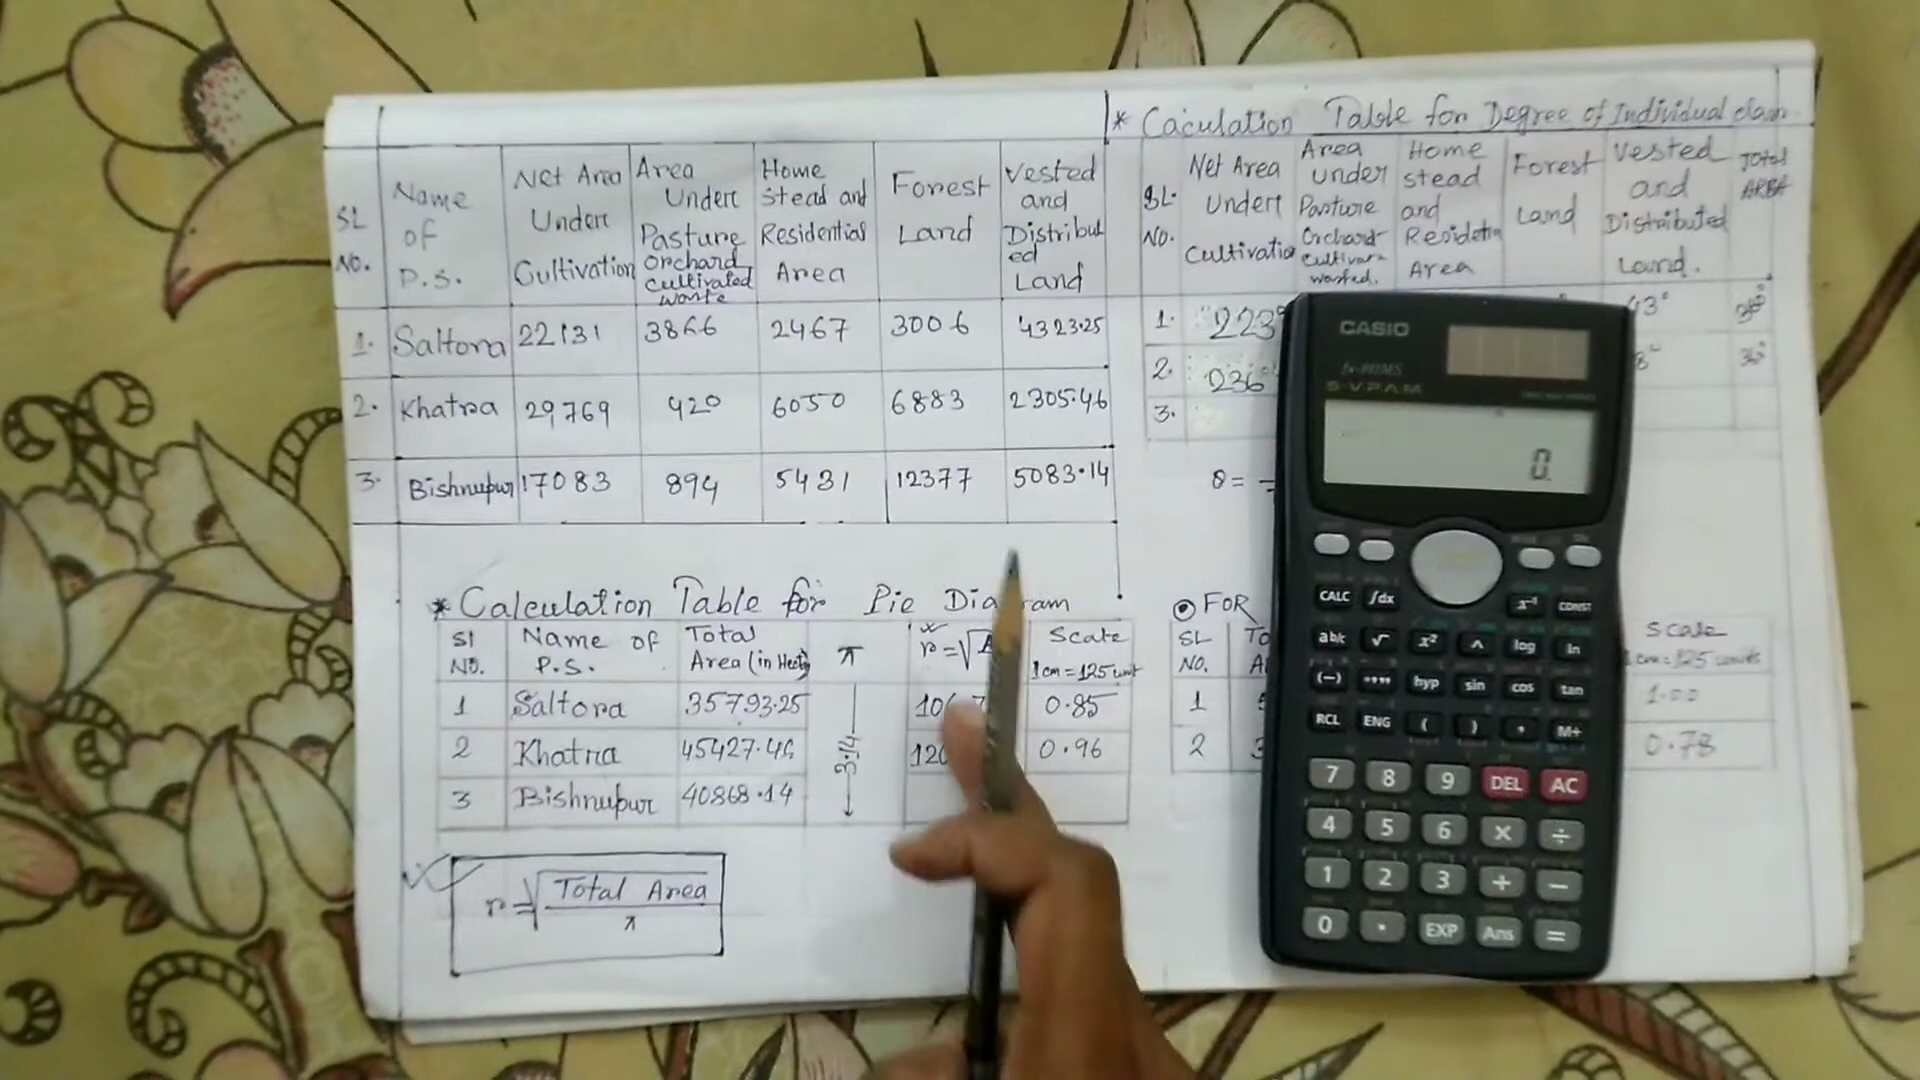 SL NO.
Name of P.S.
Net Area Under Cultivation
Area Under Pasture Orchard Cultivated waste
Home Stead and Residential Area
Forest Land
Vested and Distributed Land
1. Saltora 22131 3866 2467 3006 4323.25
2. Khatra 29769 420 6050 6883 2305.46
3. Bishnupur 17083 894 5431 12377 5083.14
* Calculation Table for Pie Diagram
Sl NO.
Name of P.S.
Total Area (in Hect)
π
r=√
Scale 1cm=125 unit
1 Saltora 35793.25 0.85
2 Khatra 45427.46 0.96
3 Bishnupur 40868.14
3.14
r=√Total Area
π
* Caculation Table for Degree of Individual
SL. NO.
Net Area Under Cultivatio
Area under Pasture Orchard
Home stead and Area
Forest Land
Vested and Distributed Land.
Total AREA
1. 223° 43°
2. 236°
3.
θ=
FOR
SL NO.
Scale 1cm=125 units
1 1.00
2 0.78
CASIO
S-V.P.A.M.
0.
CALC ∫dx x⁻¹ CONST
ab/c √ x² ^ log ln
(−) °''' hyp sin cos tan
RCL ENG ( ) , M+
7 8 9 DEL AC
4 5 6 × ÷
1 2 3 + −
0 . EXP Ans =